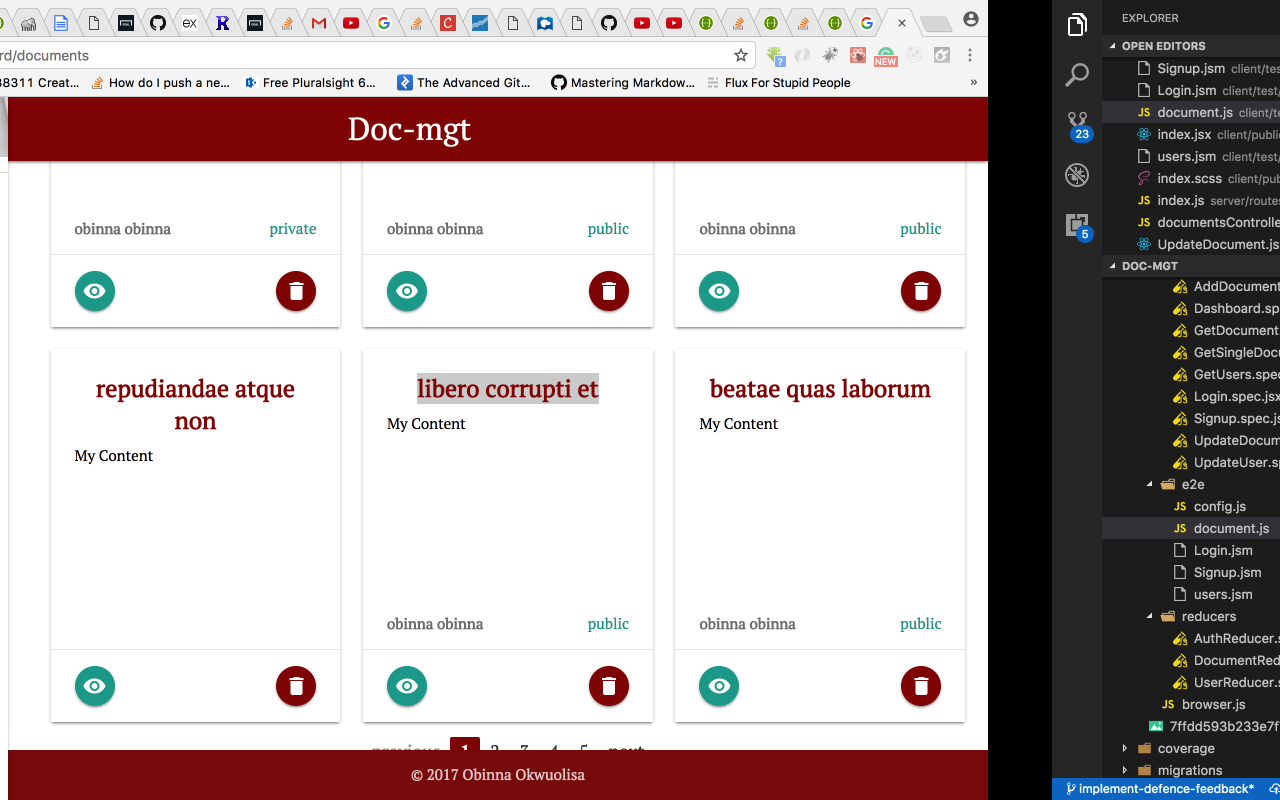 rd/documents
NEW
38311 Creat...
How do I push a ne...
Free Pluralsight 6...
The Advanced Git...
Mastering Markdow...
Flux For Stupid People
»
Doc-mgt
obinna obinna private
obinna obinna public
obinna obinna public
repudiandae atque
non
My Content
libero corrupti et
My Content
obinna obinna public
beatae quas laborum
My Content
obinna obinna public
1 2 3 4 5 next
© 2017 Obinna Okwuolisa
23
5
EXPLORER
OPEN EDITORS
Signup.jsm client/tes
Login.jsm client/test/
JS document.js client/te
index.jsx client/public
users.jsm client/test/
index.scss client/pub
JS index.js server/routes
JS documentsControlle
UpdateDocument.js
DOC-MGT
AddDocument
Dashboard.sp
GetDocument
GetSingleDocu
GetUsers.spec
Login.spec.jsx
Signup.spec.js
UpdateDocum
UpdateUser.sp
e2e
JS config.js
JS document.js
Login.jsm
Signup.jsm
users.jsm
reducers
AuthReducer.s
DocumentRed
UserReducer.s
JS browser.js
7ffdd593b233e7f
coverage
migrations
implement-defence-feedback*